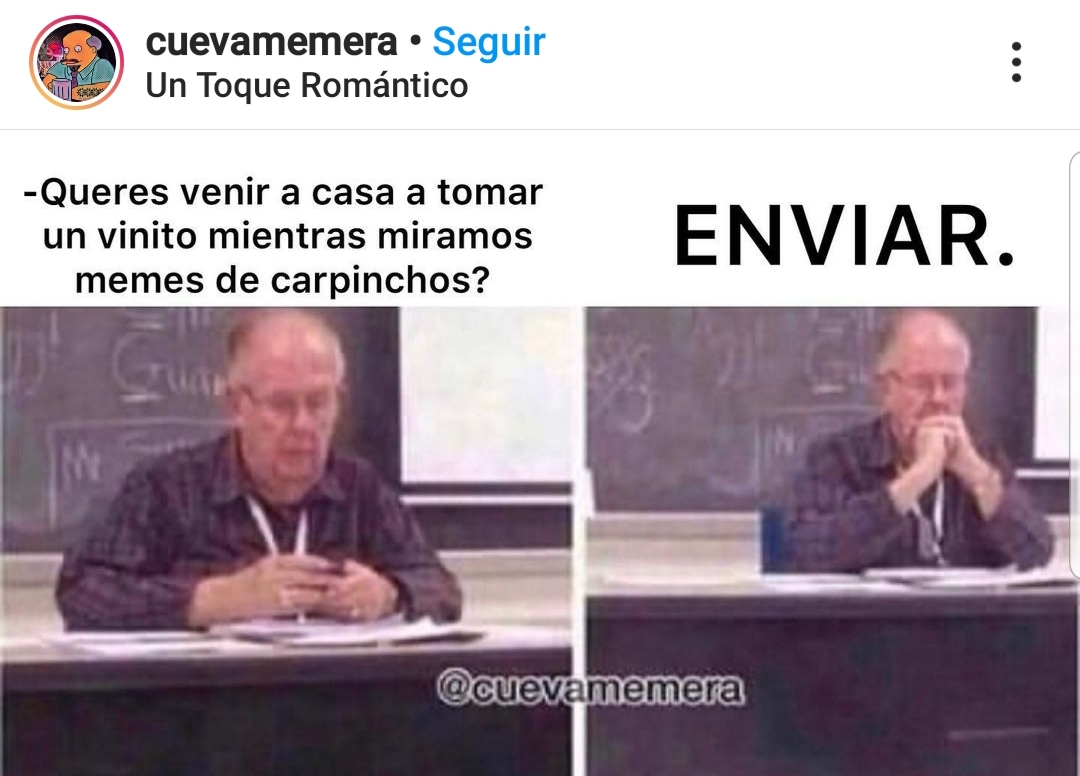 cuevamemera • Seguir
Un Toque Romántico
-Queres venir a casa a tomar
un vinito mientras miramos
memes de carpinchos?
ENVIAR.
@cuevamemera